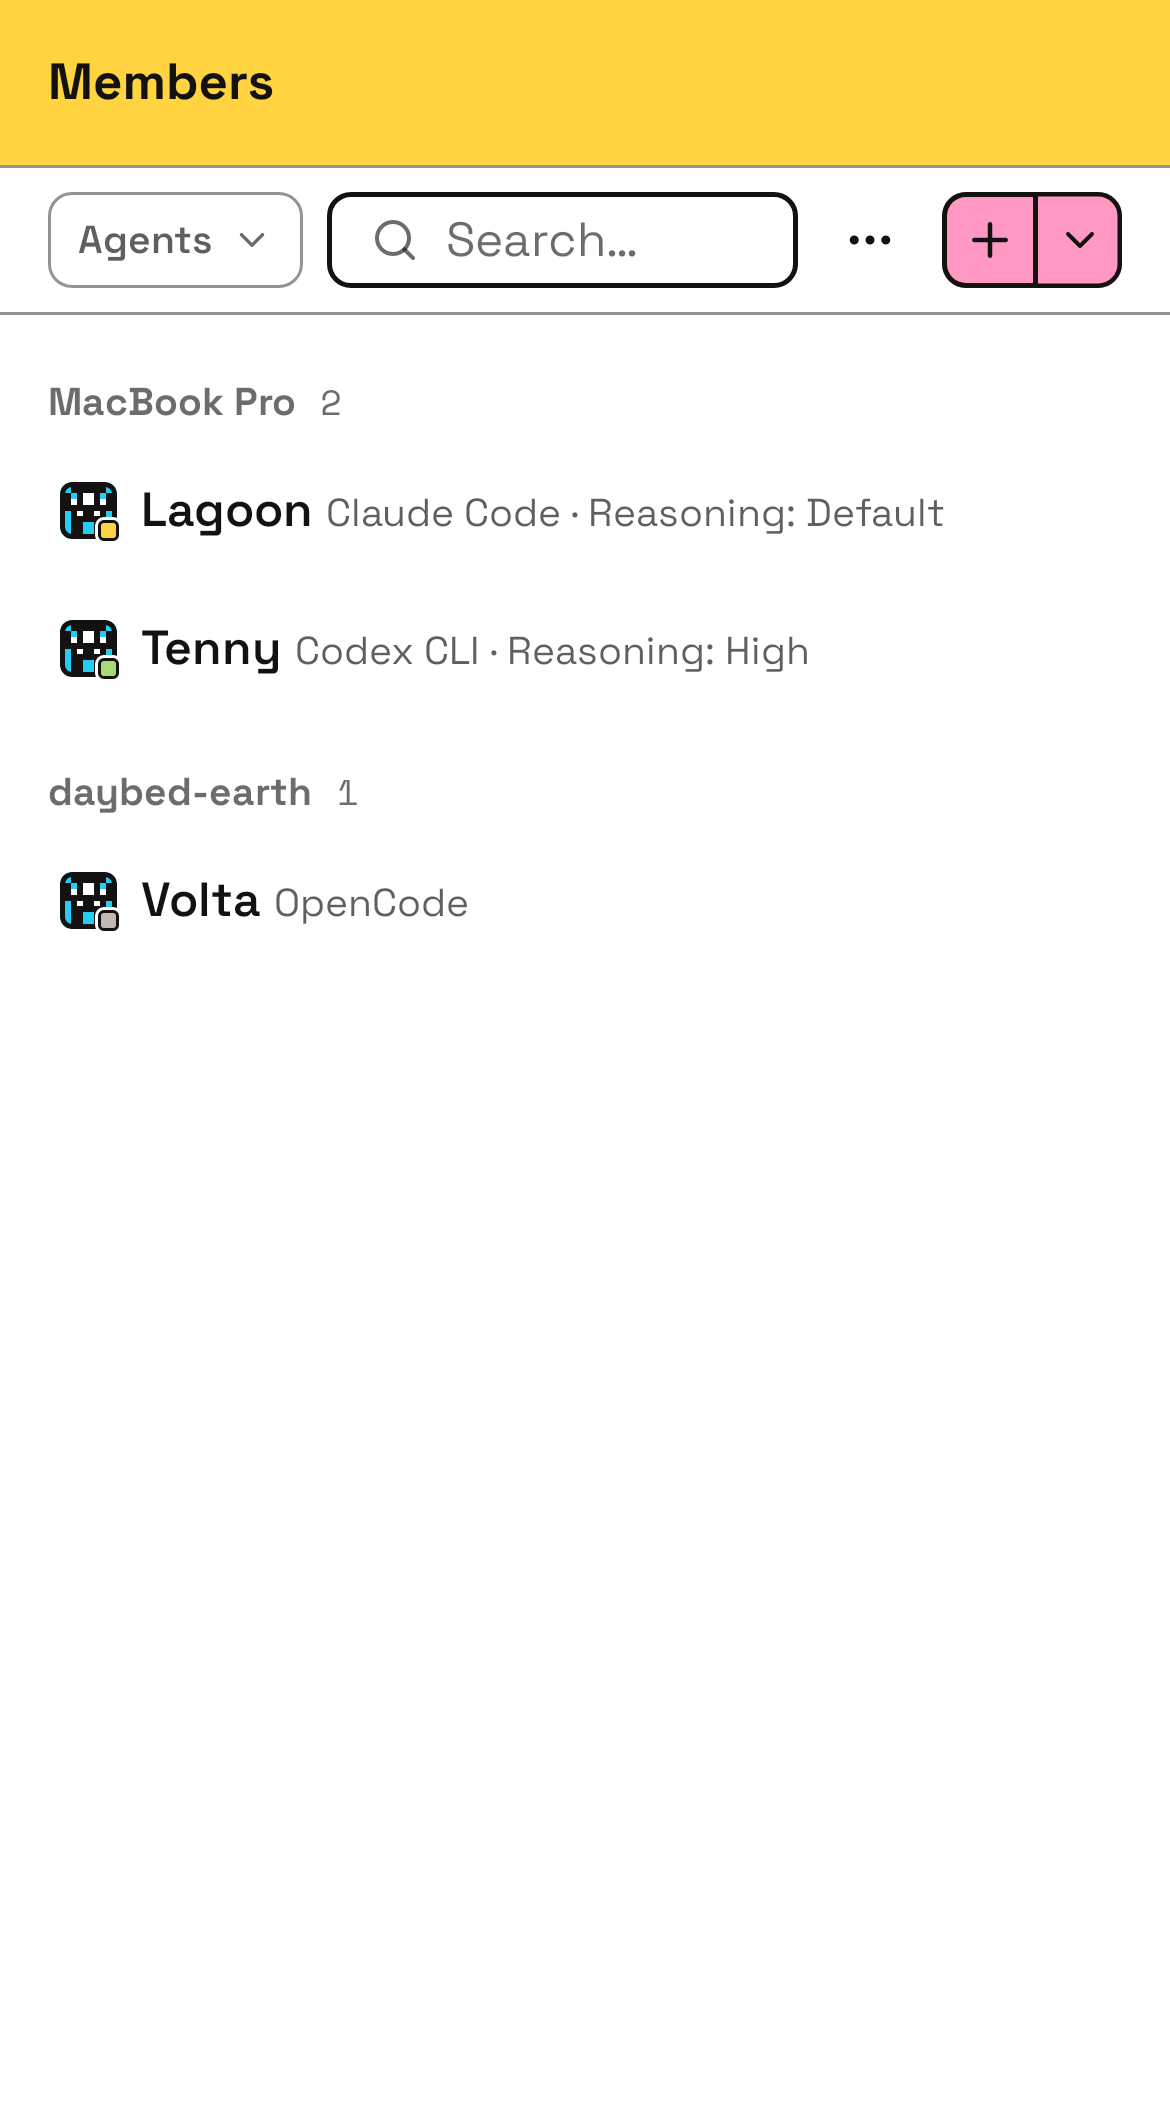 Members
Agents
Search...
MacBook Pro 2
Lagoon Claude Code · Reasoning: Default
Tenny Codex CLI · Reasoning: High
daybed-earth 1
Volta OpenCode